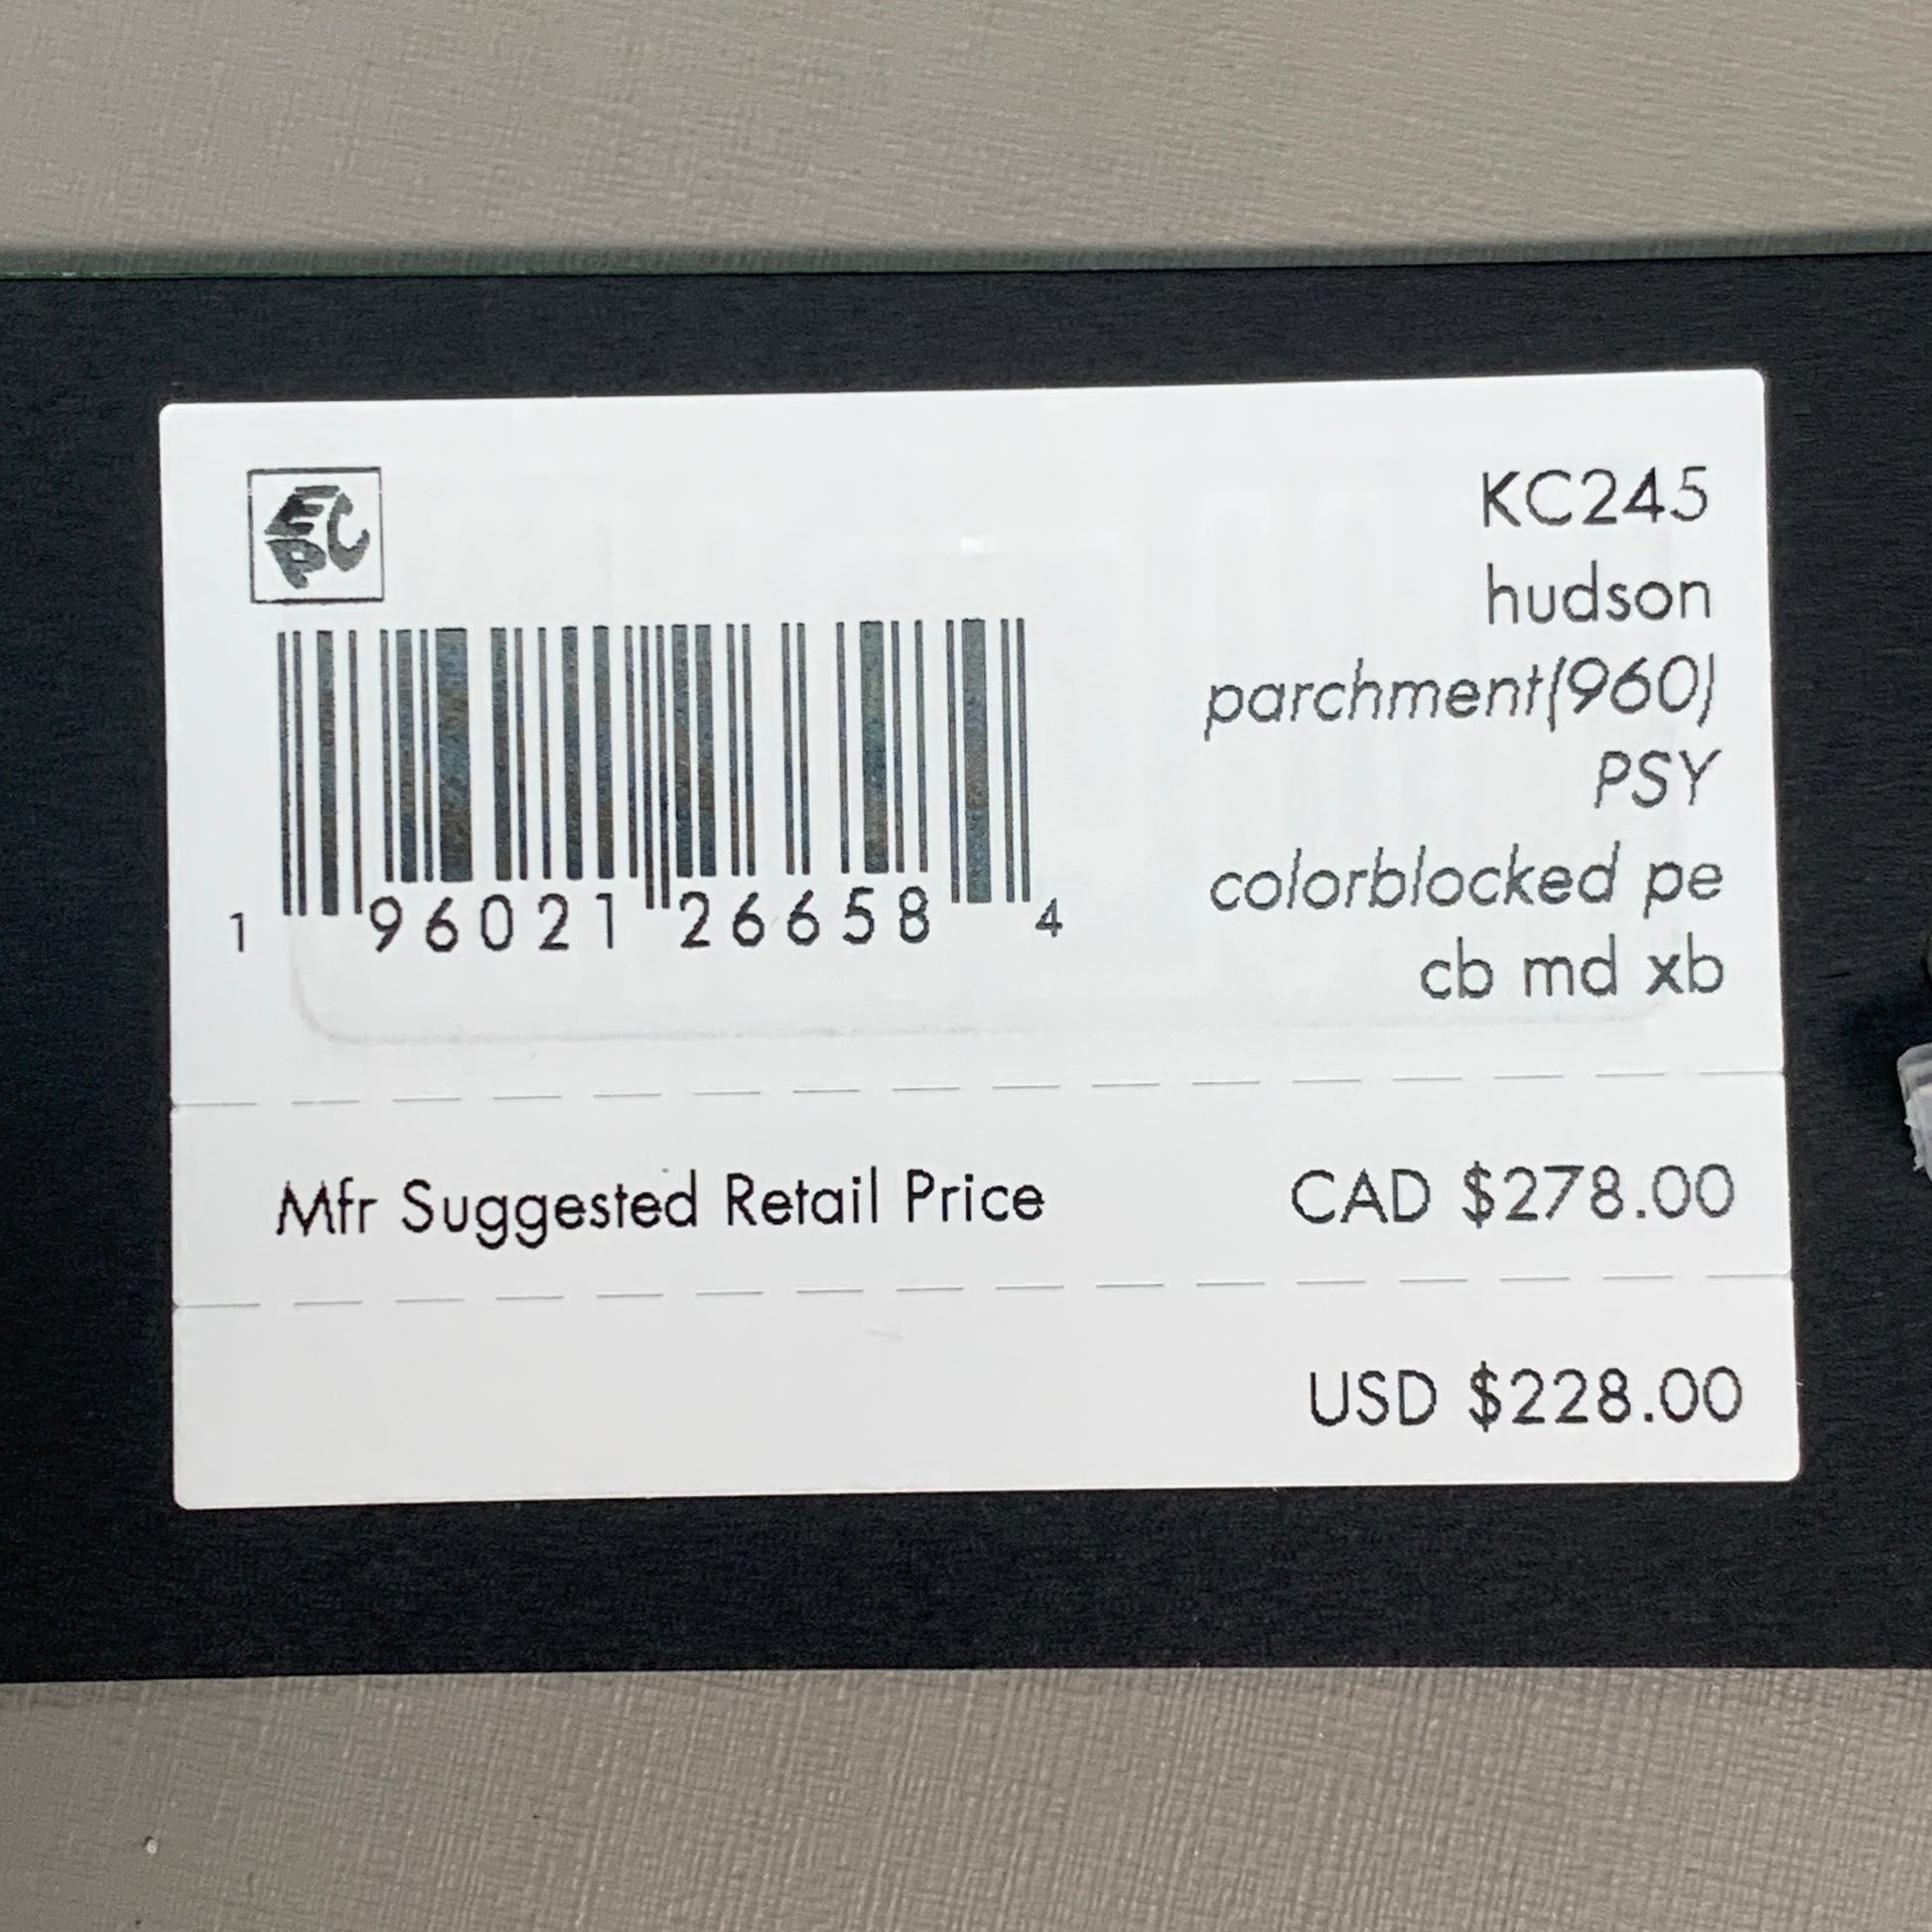 EPC
KC245
hudson
parchment(960)
PSY
colorblocked pe
cb md xb
1 96021 26658 4
Mfr Suggested Retail Price CAD $278.00
USD $228.00